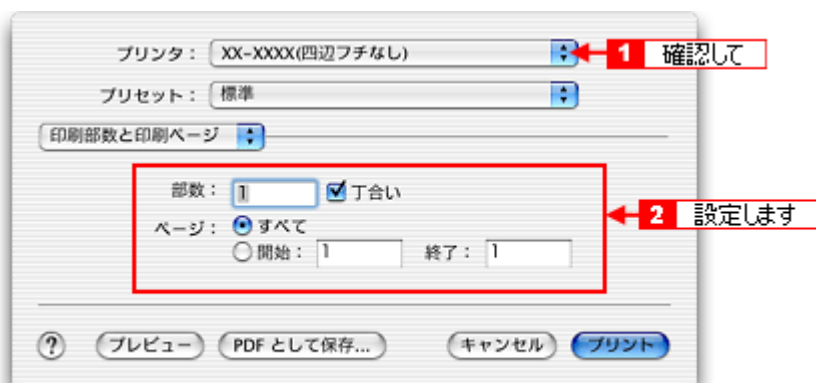 プリンタ： XX-XXXX(四辺フチなし) 1 確認して
プリセット： 標準
印刷部数と印刷ページ
部数： 1 丁合い
ページ： すべて 2 設定します
開始： 1 終了： 1
? プレビュー PDF として保存... キャンセル プリント